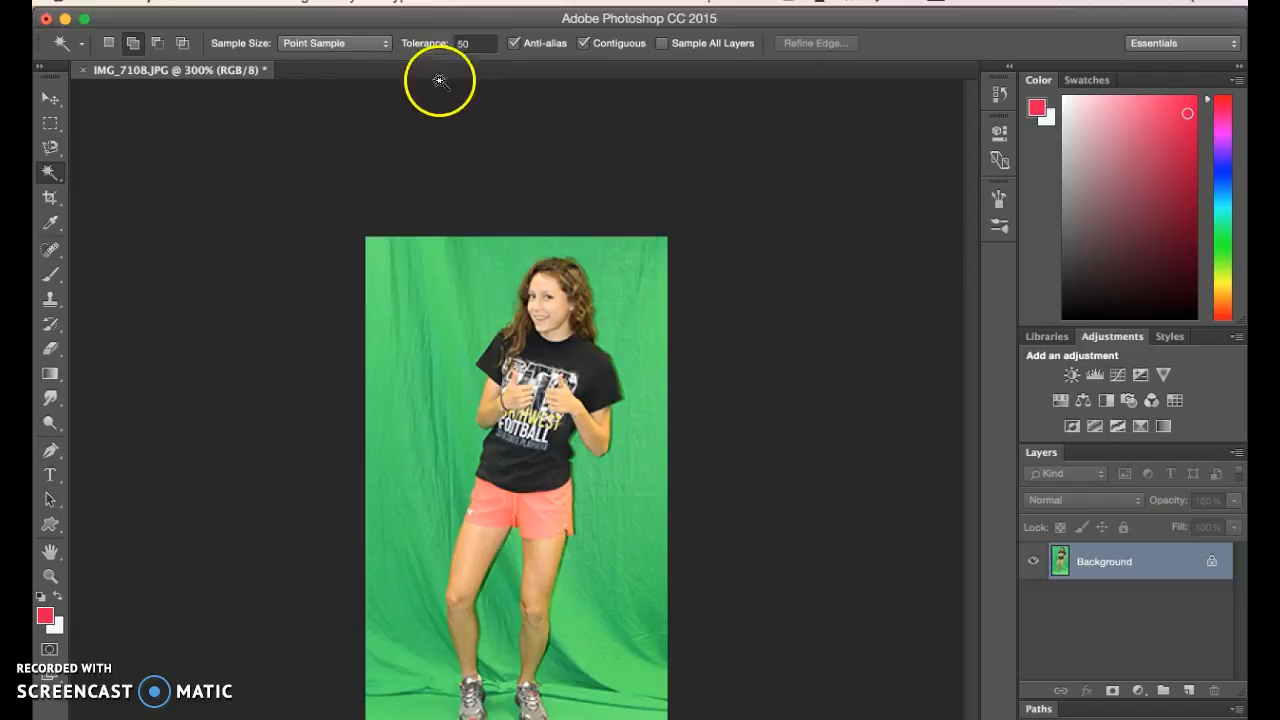 Adobe Photoshop CC 2015
Sample Size: Point Sample Tolerance: 50 Anti-alias Contiguous Sample All Layers Refine Edge... Essentials
× IMG_7108.JPG @ 300% (RGB/8) *
Color Swatches
Libraries Adjustments Styles
Add an adjustment
Layers
Kind
Normal Opacity: 100%
Lock: Fill: 100%
Background
Paths
FOOTBALL
RECORDED WITH
SCREENCAST MATIC